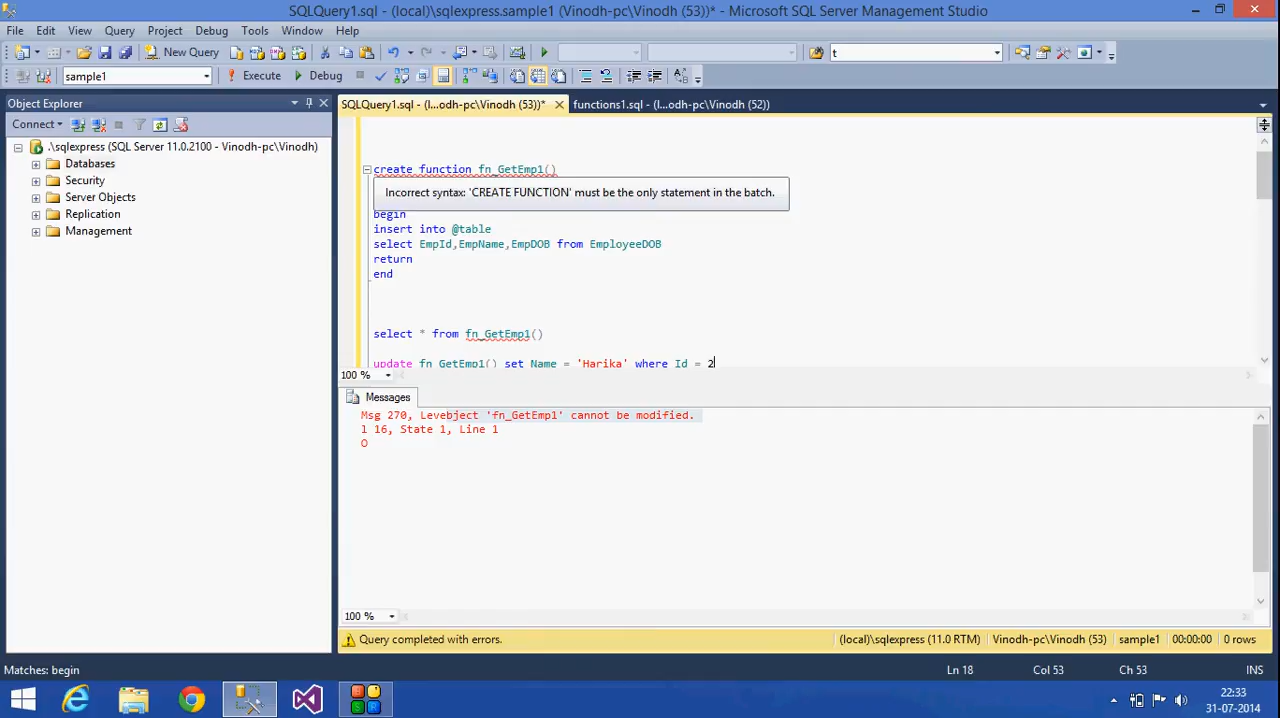 SQLQuery1.sql - (local)\sqlexpress.sample1 (Vinodh-pc\Vinodh (53))* - Microsoft SQL Server Management Studio
File Edit View Query Project Debug Tools Window Help
New Query t
sample1 Execute Debug
Object Explorer
Connect
.\sqlexpress (SQL Server 11.0.2100 - Vinodh-pc\Vinodh)
Databases
Security
Server Objects
Replication
Management
SQLQuery1.sql - (l...odh-pc\Vinodh (53))* functions1.sql - (l...odh-pc\Vinodh (52))
create function fn_GetEmp1()
Incorrect syntax: 'CREATE FUNCTION' must be the only statement in the batch.
begin
insert into @table
select EmpId,EmpName,EmpDOB from EmployeeDOB
return
end
select * from fn_GetEmp1()
update fn_GetEmp1() set Name = 'Harika' where Id = 2
100 %
Messages
Msg 270, Levebject 'fn_GetEmp1' cannot be modified.
l 16, State 1, Line 1
O
100 %
Query completed with errors. (local)\sqlexpress (11.0 RTM) Vinodh-pc\Vinodh (53) sample1 00:00:00 0 rows
Matches: begin Ln 18 Col 53 Ch 53 INS
22:33
31-07-2014